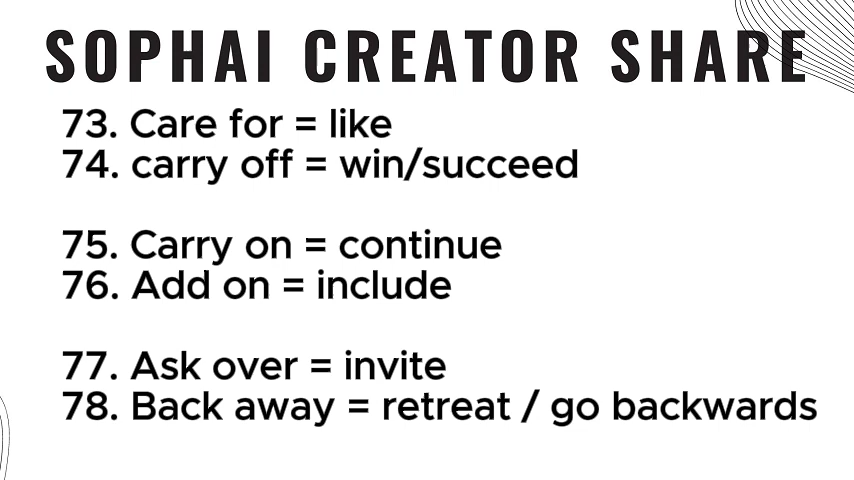 SOPHAI CREATOR SHARE
73. Care for = like
74. carry off = win/succeed
75. Carry on = continue
76. Add on = include
77. Ask over = invite
78. Back away = retreat / go backwards